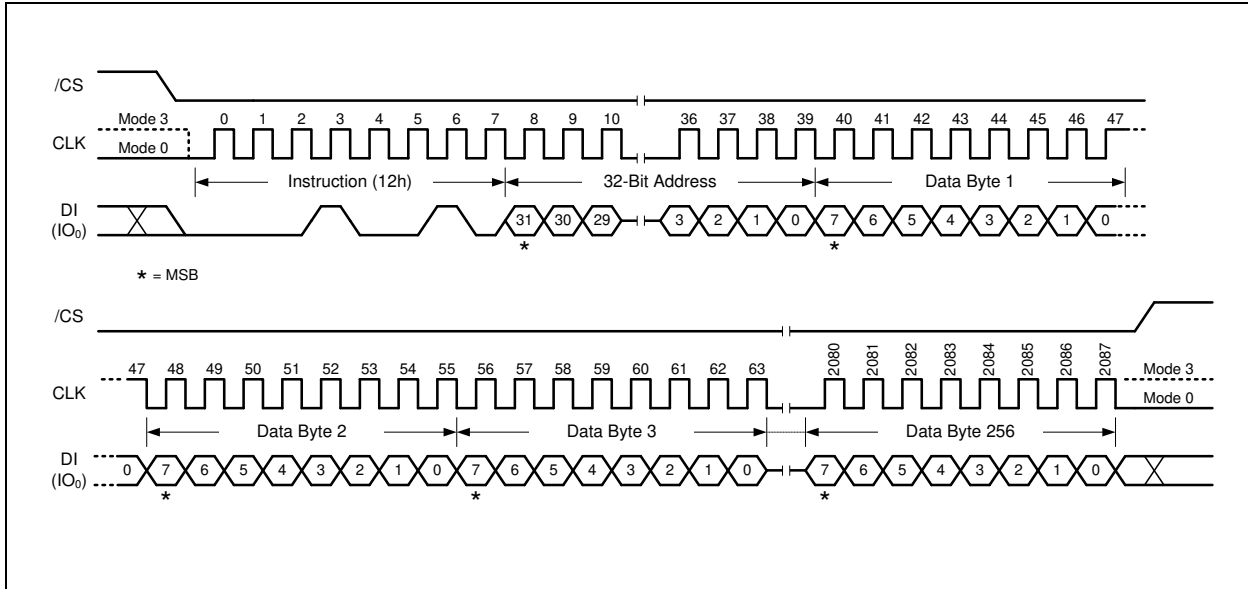 /CS
Mode 3 0 1 2 3 4 5 6 7 8 9 10 36 37 38 39 40 41 42 43 44 45 46 47
CLK Mode 0
Instruction (12h) 32-Bit Address Data Byte 1
DI
(IO₀) 31 30 29 3 2 1 0 7 6 5 4 3 2 1 0
* *
* = MSB
/CS
47 48 49 50 51 52 53 54 55 56 57 58 59 60 61 62 63 2080 2081 2082 2083 2084 2085 2086 2087 Mode 3
CLK Mode 0
Data Byte 2 Data Byte 3 Data Byte 256
DI
(IO₀) 0 7 6 5 4 3 2 1 0 7 6 5 4 3 2 1 0 7 6 5 4 3 2 1 0
* * *